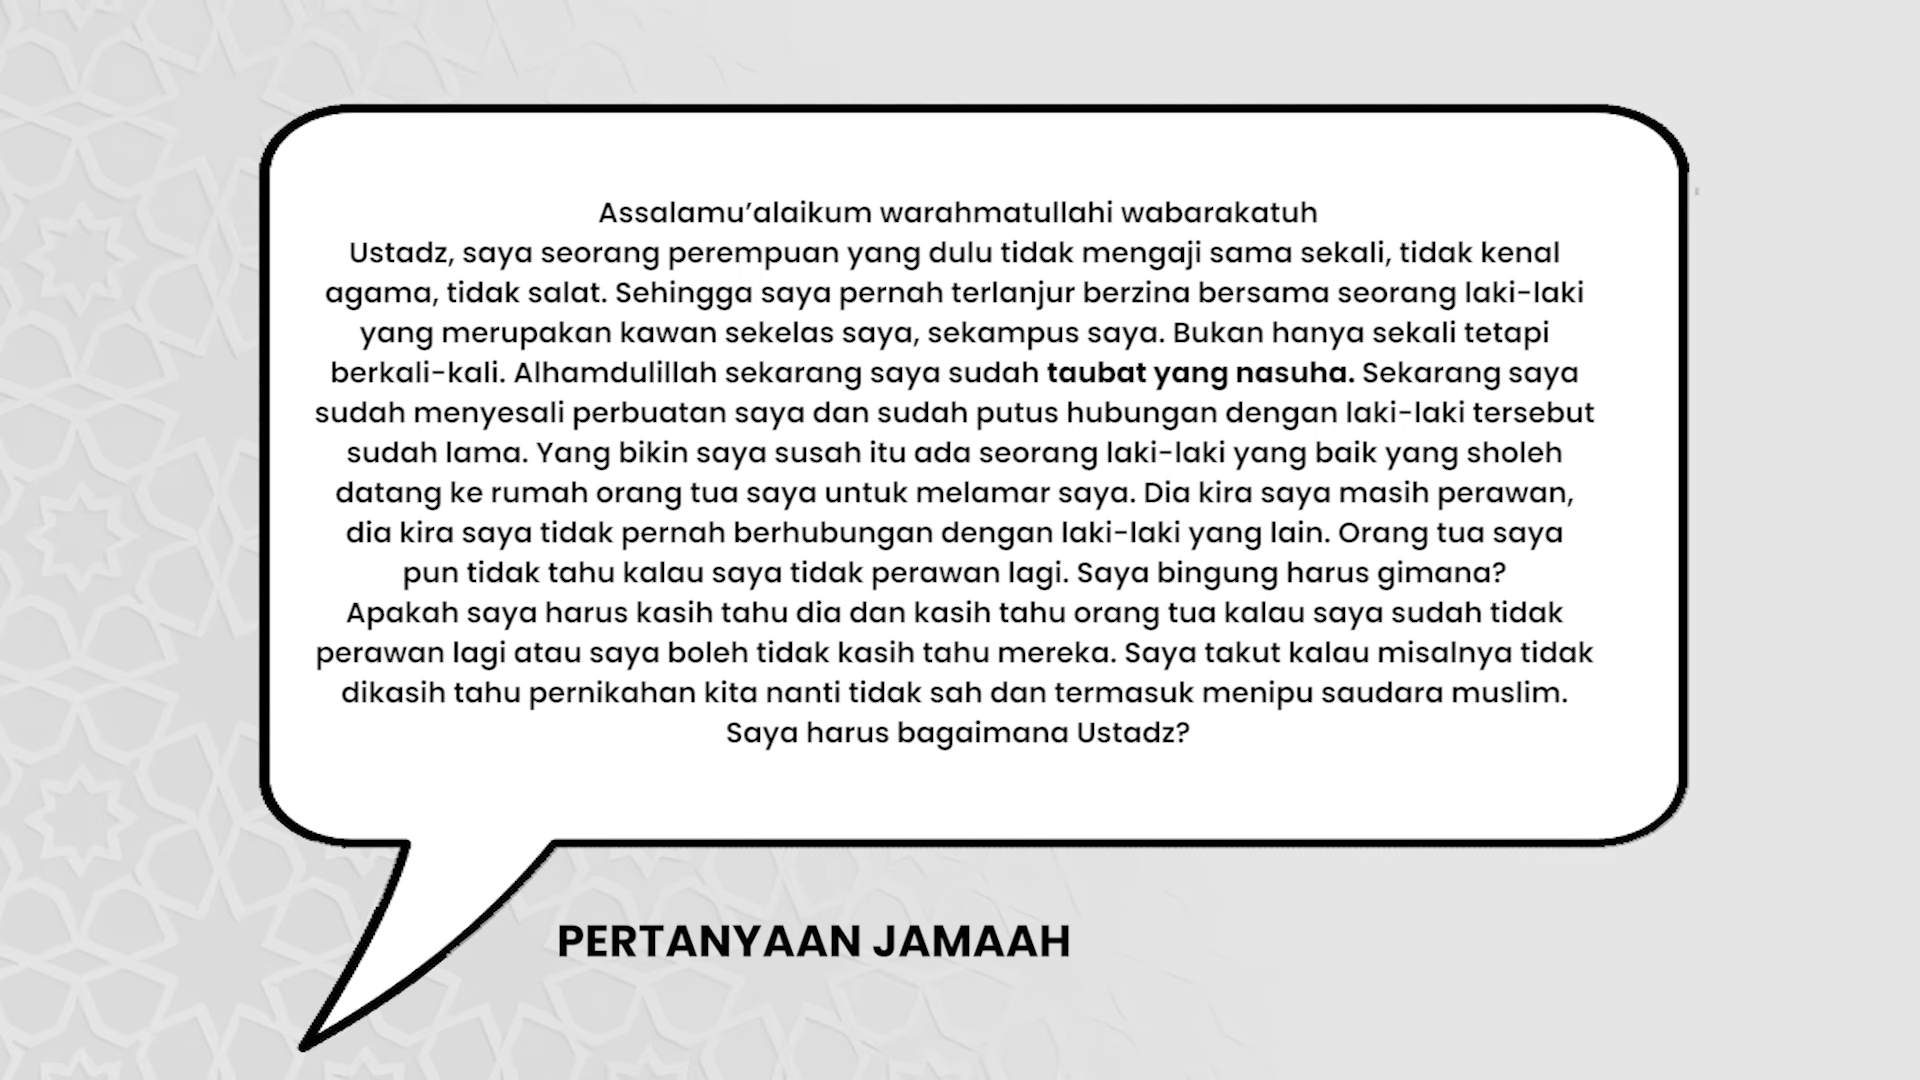 Assalamu’alaikum warahmatullahi wabarakatuh
Ustadz, saya seorang perempuan yang dulu tidak mengaji sama sekali, tidak kenal
agama, tidak salat. Sehingga saya pernah terlanjur berzina bersama seorang laki-laki
yang merupakan kawan sekelas saya, sekampus saya. Bukan hanya sekali tetapi
berkali-kali. Alhamdulillah sekarang saya sudah taubat yang nasuha. Sekarang saya
sudah menyesali perbuatan saya dan sudah putus hubungan dengan laki-laki tersebut
sudah lama. Yang bikin saya susah itu ada seorang laki-laki yang baik yang sholeh
datang ke rumah orang tua saya untuk melamar saya. Dia kira saya masih perawan,
dia kira saya tidak pernah berhubungan dengan laki-laki yang lain. Orang tua saya
pun tidak tahu kalau saya tidak perawan lagi. Saya bingung harus gimana?
Apakah saya harus kasih tahu dia dan kasih tahu orang tua kalau saya sudah tidak
perawan lagi atau saya boleh tidak kasih tahu mereka. Saya takut kalau misalnya tidak
dikasih tahu pernikahan kita nanti tidak sah dan termasuk menipu saudara muslim.
Saya harus bagaimana Ustadz?
PERTANYAAN JAMAAH